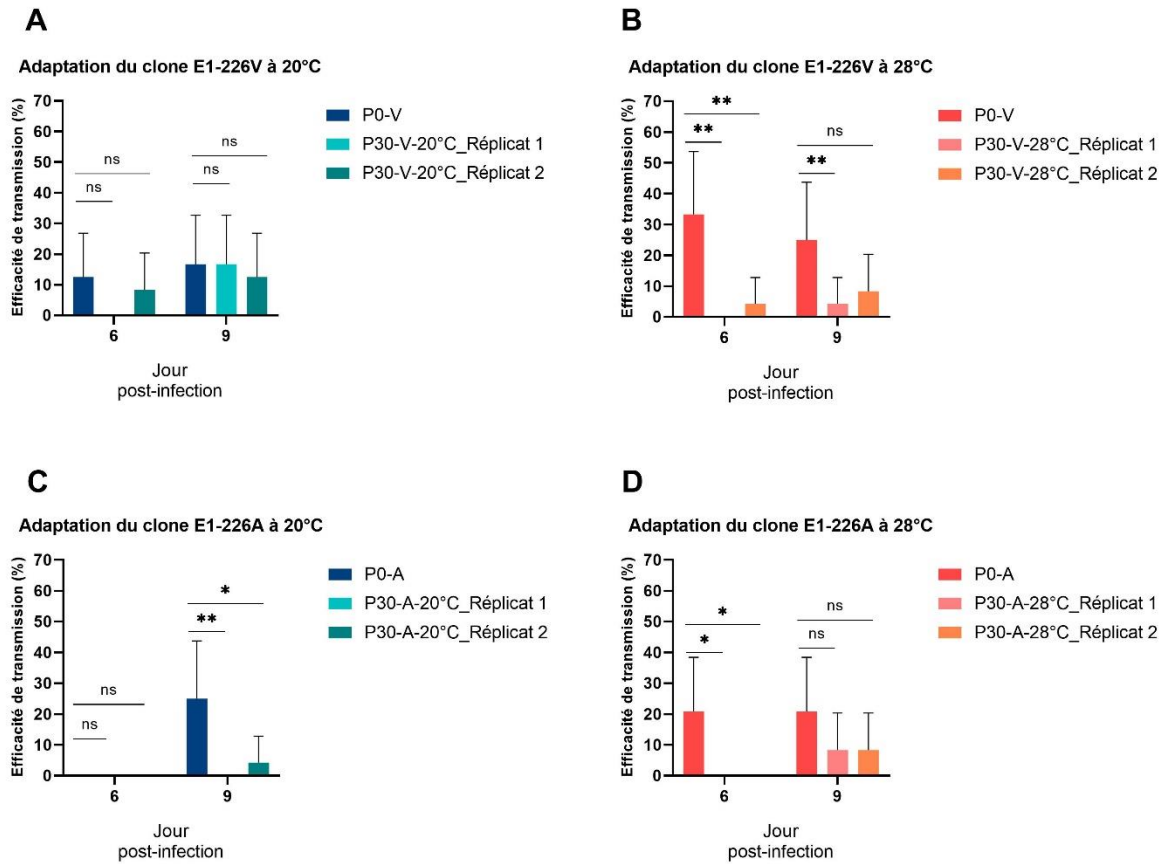 A
Adaptation du clone E1-226V à 20°C
Efficacité de transmission (%)
70
60
50
40
30
20
10
0
ns
ns
ns
ns
6
9
Jour
post-infection
P0-V
P30-V-20°C_Réplicat 1
P30-V-20°C_Réplicat 2
B
Adaptation du clone E1-226V à 28°C
Efficacité de transmission (%)
70
60
50
40
30
20
10
0
**
**
ns
**
6
9
Jour
post-infection
P0-V
P30-V-28°C_Réplicat 1
P30-V-28°C_Réplicat 2
C
Adaptation du clone E1-226A à 20°C
Efficacité de transmission (%)
70
60
50
40
30
20
10
0
ns
ns
*
**
6
9
Jour
post-infection
P0-A
P30-A-20°C_Réplicat 1
P30-A-20°C_Réplicat 2
D
Adaptation du clone E1-226A à 28°C
Efficacité de transmission (%)
70
60
50
40
30
20
10
0
*
*
ns
ns
6
9
Jour
post-infection
P0-A
P30-A-28°C_Réplicat 1
P30-A-28°C_Réplicat 2